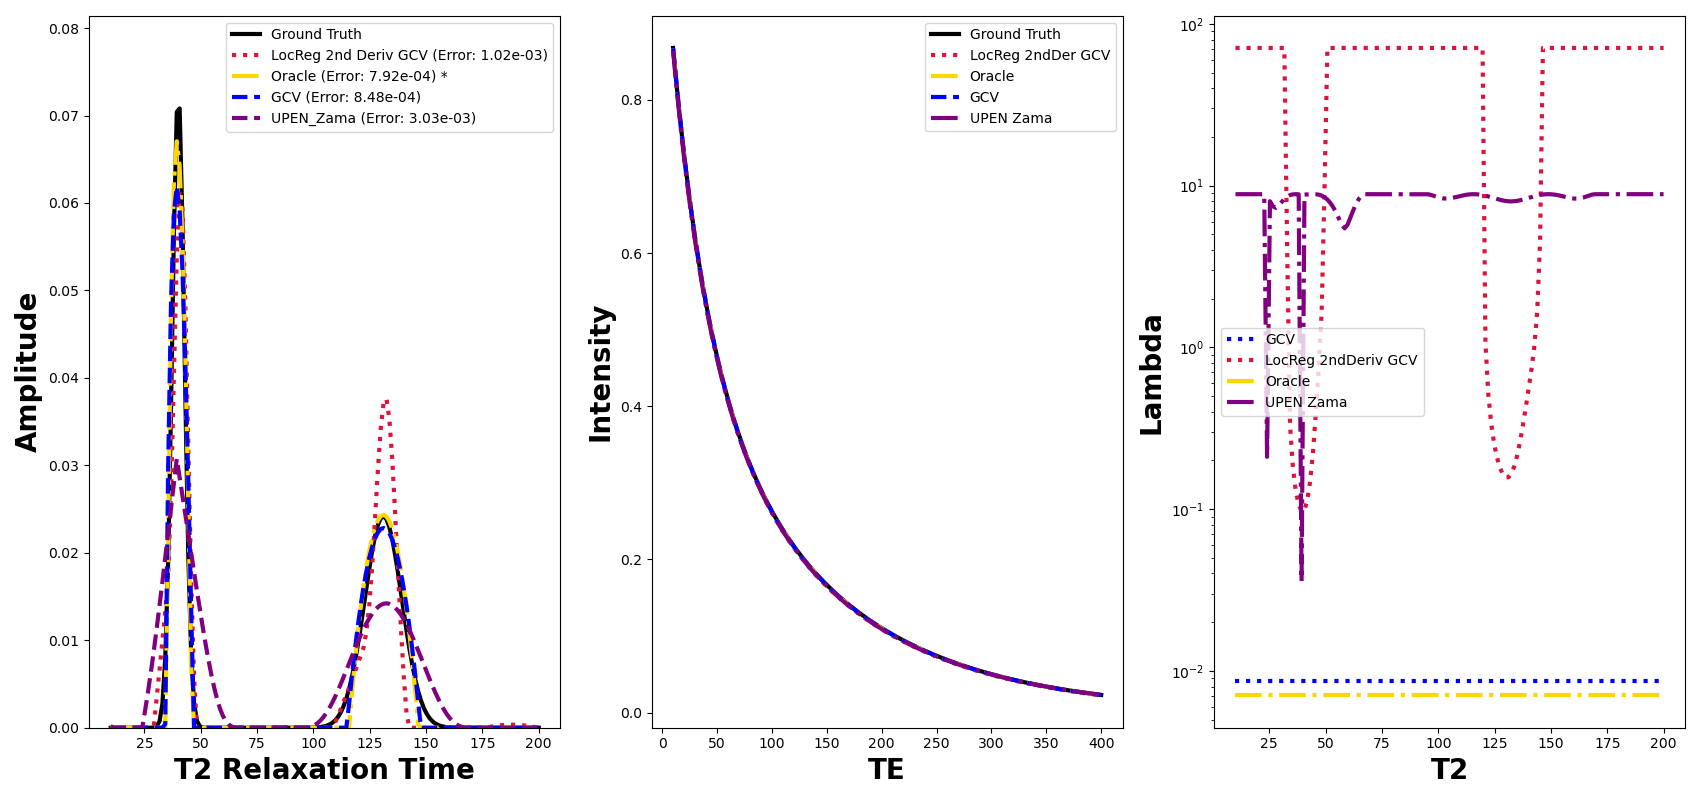 Amplitude
0.08
0.07
0.06
0.05
0.04
0.03
0.02
0.01
0.00
Ground Truth
LocReg 2nd Deriv GCV (Error: 1.02e-03)
Oracle (Error: 7.92e-04) *
GCV (Error: 8.48e-04)
UPEN_Zama (Error: 3.03e-03)
25 50 75 100 125 150 175 200
T2 Relaxation Time
Intensity
0.8
0.6
0.4
0.2
0.0
Ground Truth
LocReg 2ndDer GCV
Oracle
GCV
UPEN Zama
0 50 100 150 200 250 300 350 400
TE
Lambda
10²
10¹
10⁰
10⁻¹
10⁻²
GCV
LocReg 2ndDeriv GCV
Oracle
UPEN Zama
25 50 75 100 125 150 175 200
T2